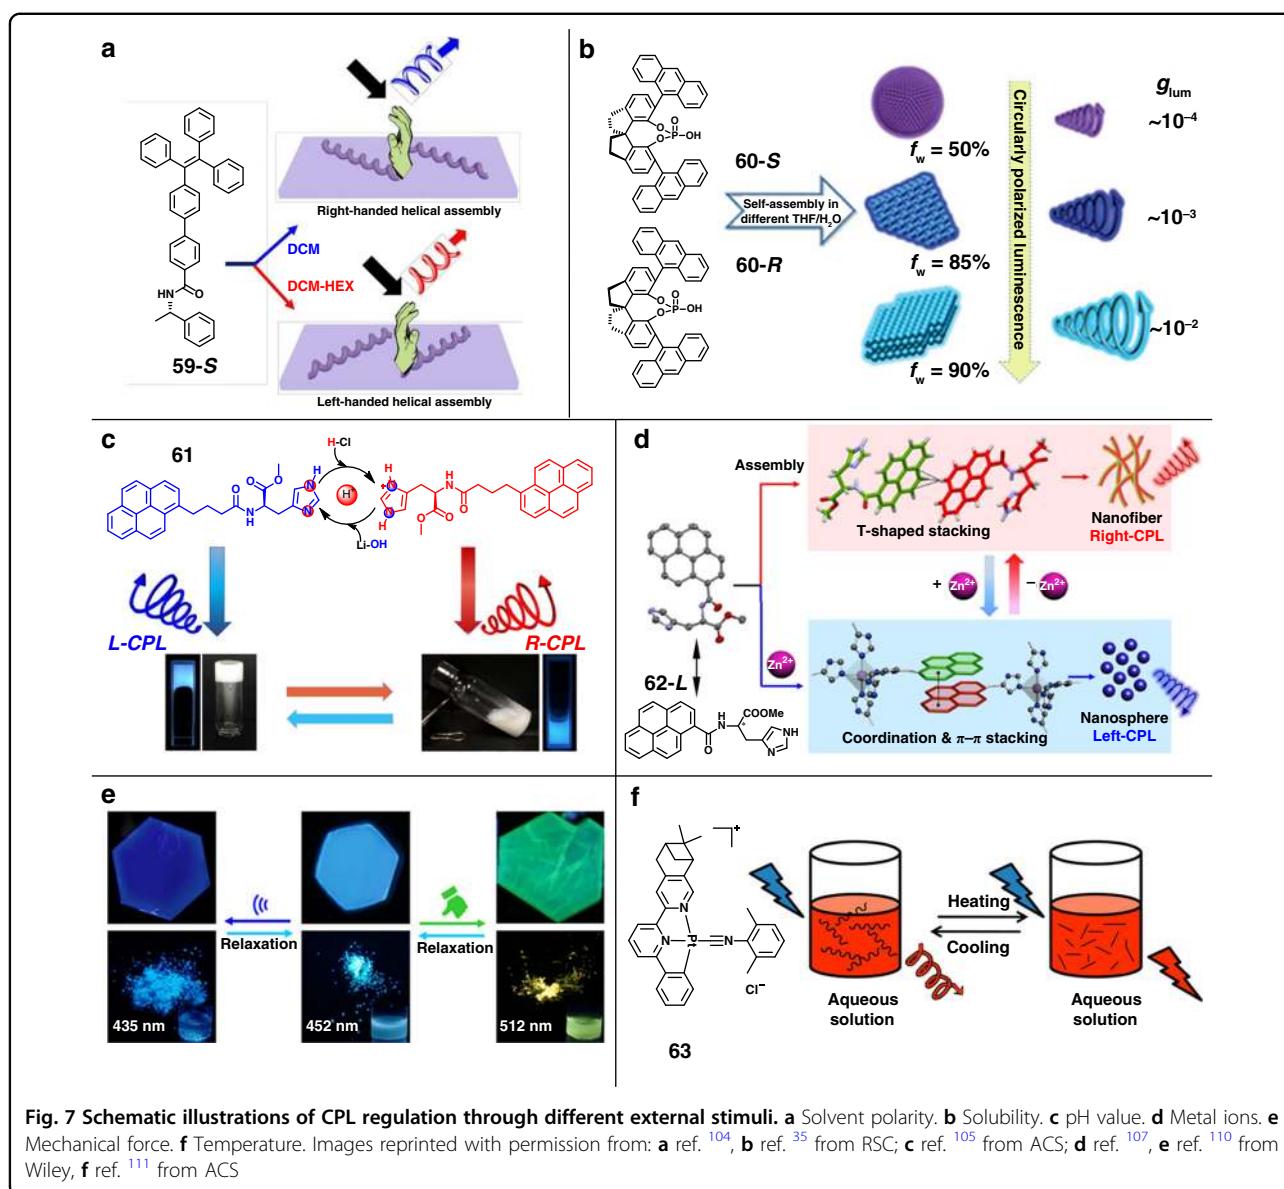 a
59-S
DCM
DCM-HEX
HN
O
Right-handed helical assembly
Left-handed helical assembly
b
60-S
60-R
O
O
P
O
OH
O
O
P
O
OH
Self-assembly in
different THF/H2O
fw = 50%
fw = 85%
fw = 90%
Circularly polarized luminescence
glum
~10−4
~10−3
~10−2
c
61
H-Cl
H+
Li-OH
L-CPL
R-CPL
d
Assembly
T-shaped stacking
Nanofiber
Right-CPL
+ Zn2+
− Zn2+
Zn2+
62-L
COOMe
NH
N
H
N
O
Coordination & π–π stacking
Nanosphere
Left-CPL
e
Relaxation
Relaxation
435 nm
452 nm
512 nm
f
+
N
N
Pt
N
Cl−
63
Heating
Cooling
Aqueous
solution
Aqueous
solution
Fig. 7 Schematic illustrations of CPL regulation through different external stimuli. a Solvent polarity. b Solubility. c pH value. d Metal ions. e
Mechanical force. f Temperature. Images reprinted with permission from: a ref. 104, b ref. 35 from RSC; c ref. 105 from ACS; d ref. 107, e ref. 110 from
Wiley, f ref. 111 from ACS